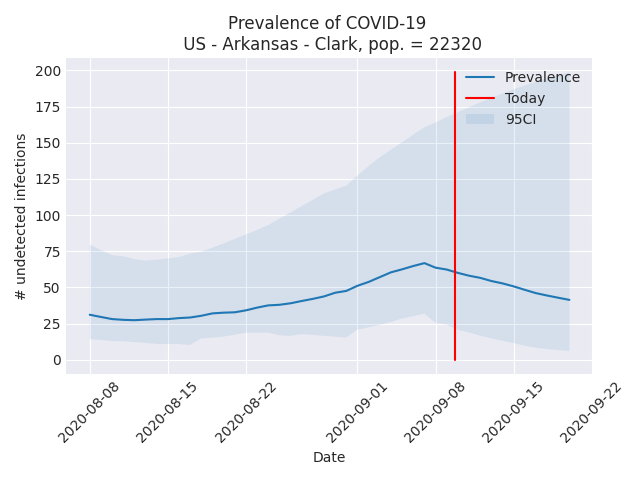 Prevalence of COVID-19
US - Arkansas - Clark, pop. = 22320
Prevalence
Today
95CI
# undetected infections
200
175
150
125
100
75
50
25
0
2020-08-08
2020-08-15
2020-08-22
2020-09-01
2020-09-08
2020-09-15
2020-09-22
Date